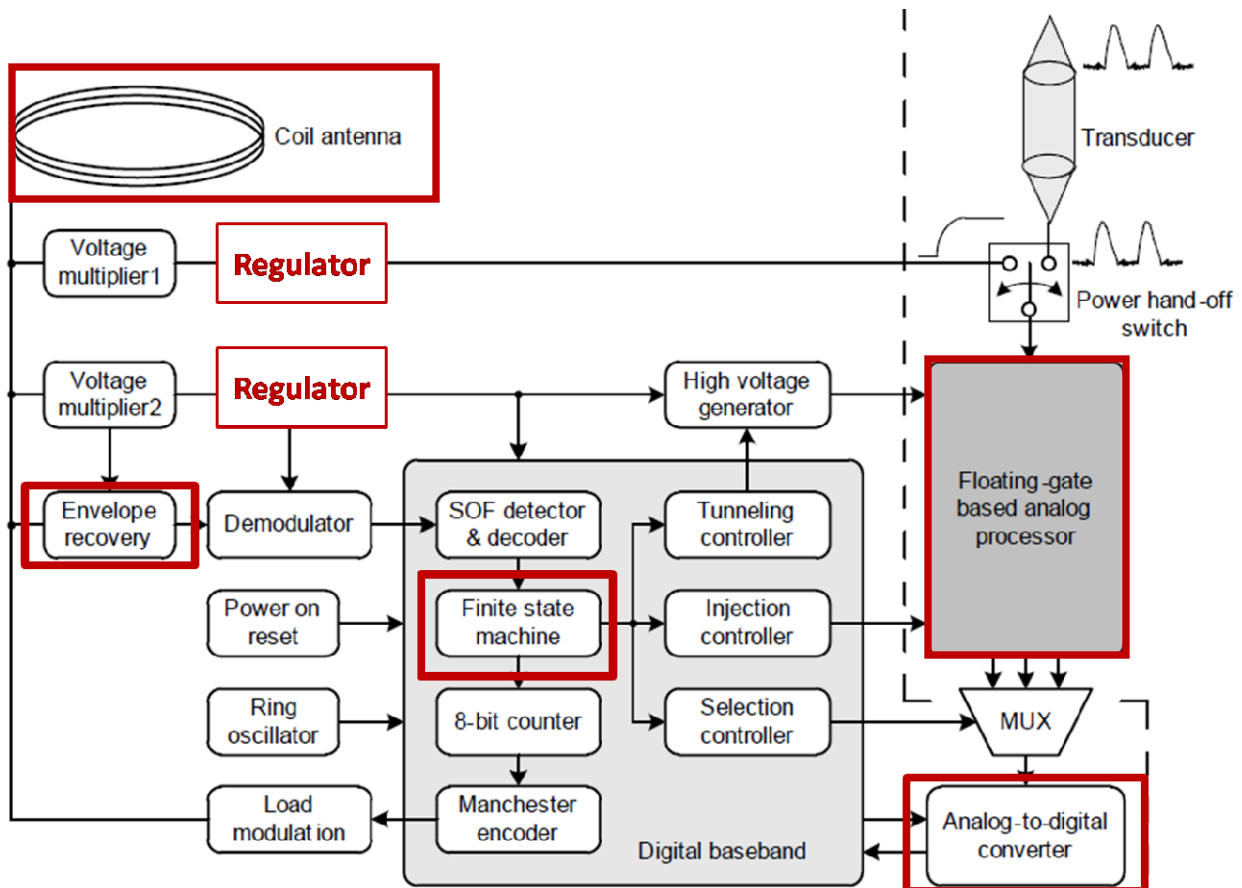 Coil antenna
Transducer
Voltage
multiplier1
Regulator
Power hand-off
switch
Voltage
multiplier2
Regulator
High voltage
generator
Floating-gate
based analog
processor
Envelope
recovery
Demodulator
SOF detector
& decoder
Tunneling
controller
Power on
reset
Finite state
machine
Injection
controller
Ring
oscillator
8-bit counter
Selection
controller
MUX
Load
modulation
Manchester
encoder
Digital baseband
Analog-to-digital
converter